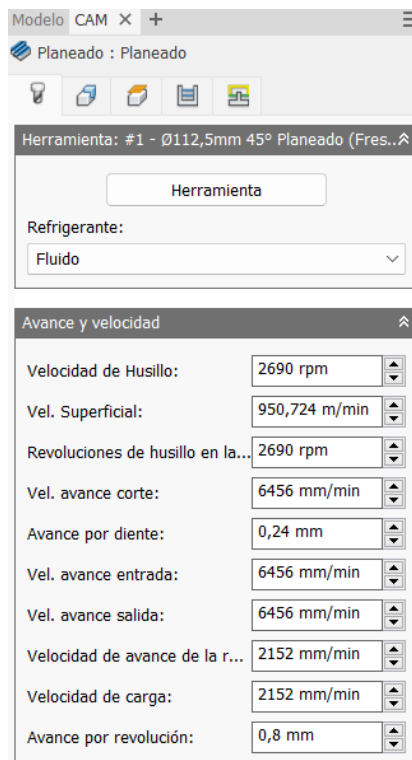 Modelo CAM
Planeado : Planeado
Herramienta: #1 - Ø112,5mm 45º Planeado (Fres..
Herramienta
Refrigerante:
Fluido
Avance y velocidad
Velocidad de Husillo: 2690 rpm
Vel. Superficial: 950,724 m/min
Revoluciones de husillo en la... 2690 rpm
Vel. avance corte: 6456 mm/min
Avance por diente: 0,24 mm
Vel. avance entrada: 6456 mm/min
Vel. avance salida: 6456 mm/min
Velocidad de avance de la r... 2152 mm/min
Velocidad de carga: 2152 mm/min
Avance por revolución: 0,8 mm